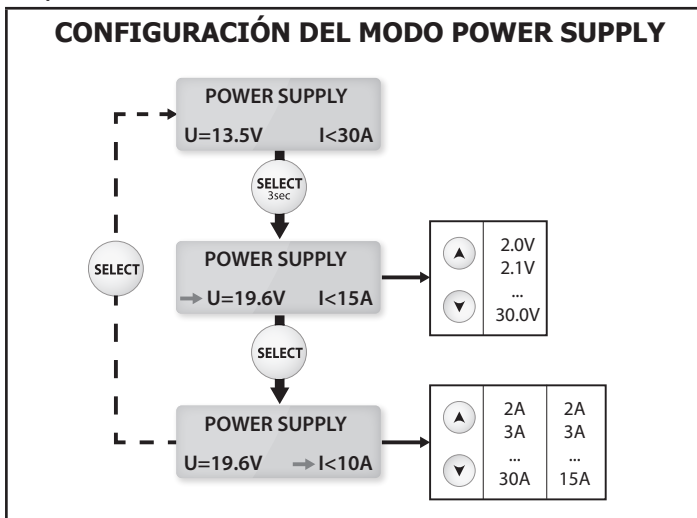 CONFIGURACIÓN DEL MODO POWER SUPPLY
POWER SUPPLY
U=13.5V I<30A
SELECT
3sec
POWER SUPPLY
U=19.6V I<15A
2.0V
2.1V
...
30.0V
SELECT
SELECT
POWER SUPPLY
U=19.6V I<10A
2A 2A
3A 3A
... ...
30A 15A